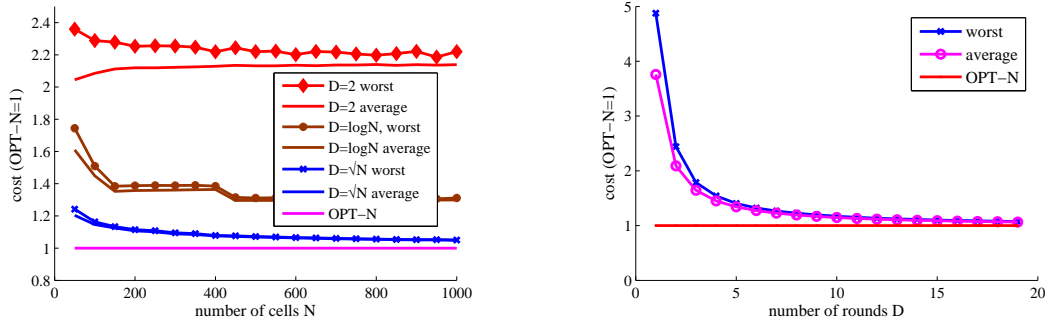 cost (OPT−N=1)
2.4
2.2
2
1.8
1.6
1.4
1.2
1
0.8
0
200
400
600
800
1000
number of cells N
D=2 worst
D=2 average
D=logN, worst
D=logN average
D=√N worst
D=√N average
OPT−N
cost (OPT−N=1)
5
4
3
2
1
0
0
5
10
15
20
number of rounds D
worst
average
OPT−N